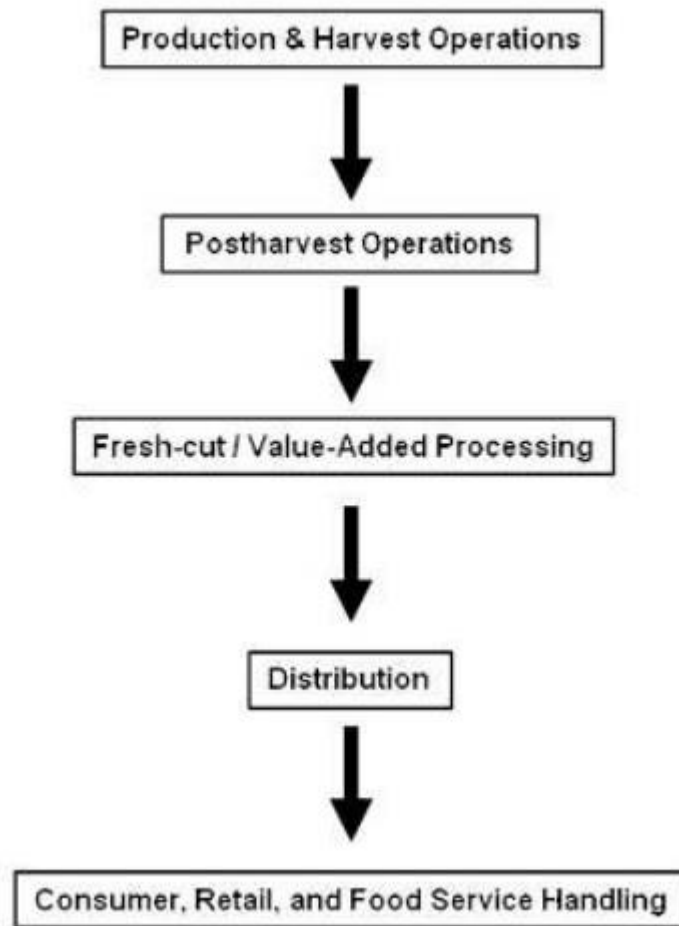 Production & Harvest Operations
Postharvest Operations
Fresh-cut / Value-Added Processing
Distribution
Consumer, Retail, and Food Service Handling